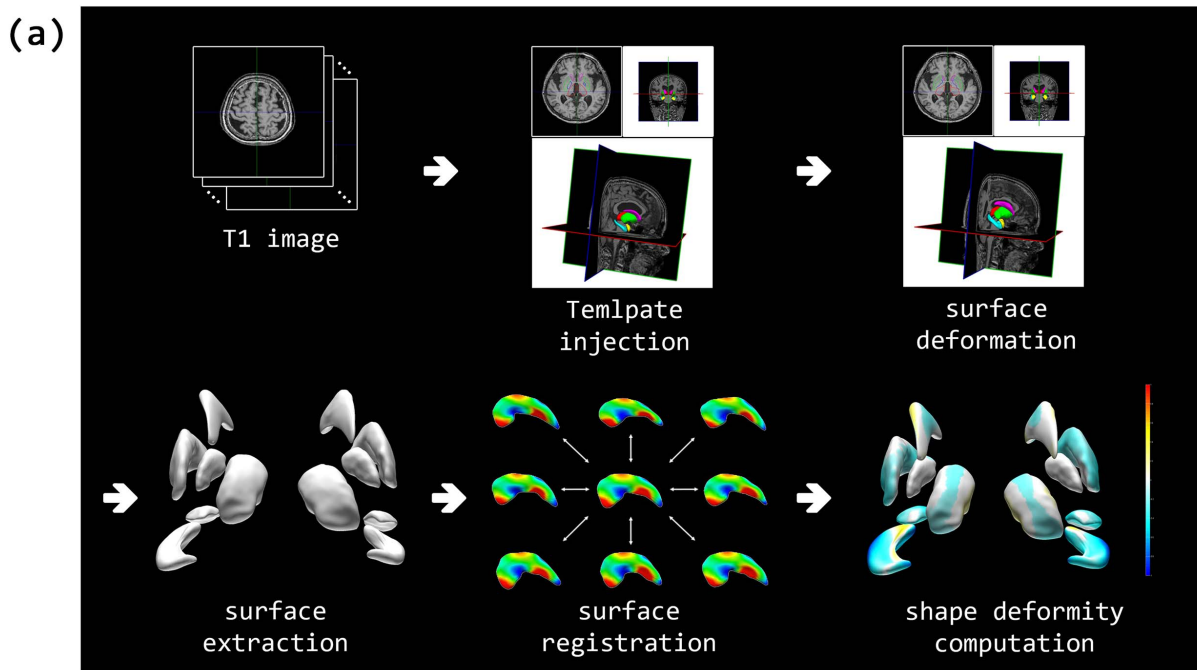 (a)
T1 image
Temlpate
injection
surface
deformation
surface
extraction
surface
registration
shape deformity
computation